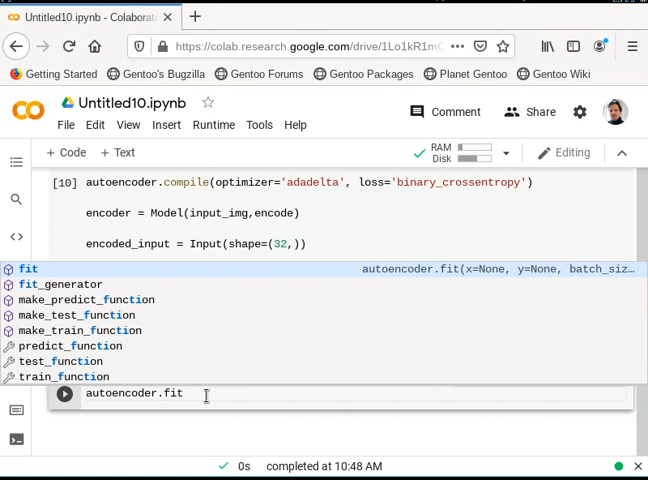 Untitled10.ipynb - Colaborato
https://colab.research.google.com/drive/1Lo1kR1m
Getting Started Gentoo's Bugzilla Gentoo Forums Gentoo Packages Planet Gentoo Gentoo Wiki
Untitled10.ipynb
Comment Share
File Edit View Insert Runtime Tools Help
+ Code + Text RAM Disk Editing
[10] autoencoder.compile(optimizer='adadelta', loss='binary_crossentropy')
encoder = Model(input_img,encode)
encoded_input = Input(shape=(32,))
fit autoencoder.fit(x=None, y=None, batch_siz…
fit_generator
make_predict_function
make_test_function
make_train_function
predict_function
test_function
train_function
autoencoder.fit
0s completed at 10:48 AM